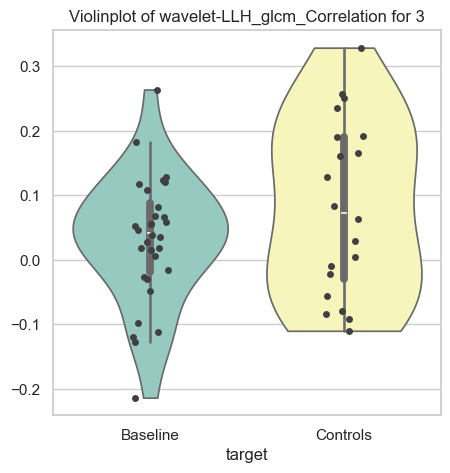 Violinplot of wavelet-LLH_glcm_Correlation for 3
0.3
0.2
0.1
0.0
−0.1
−0.2
Baseline
Controls
target